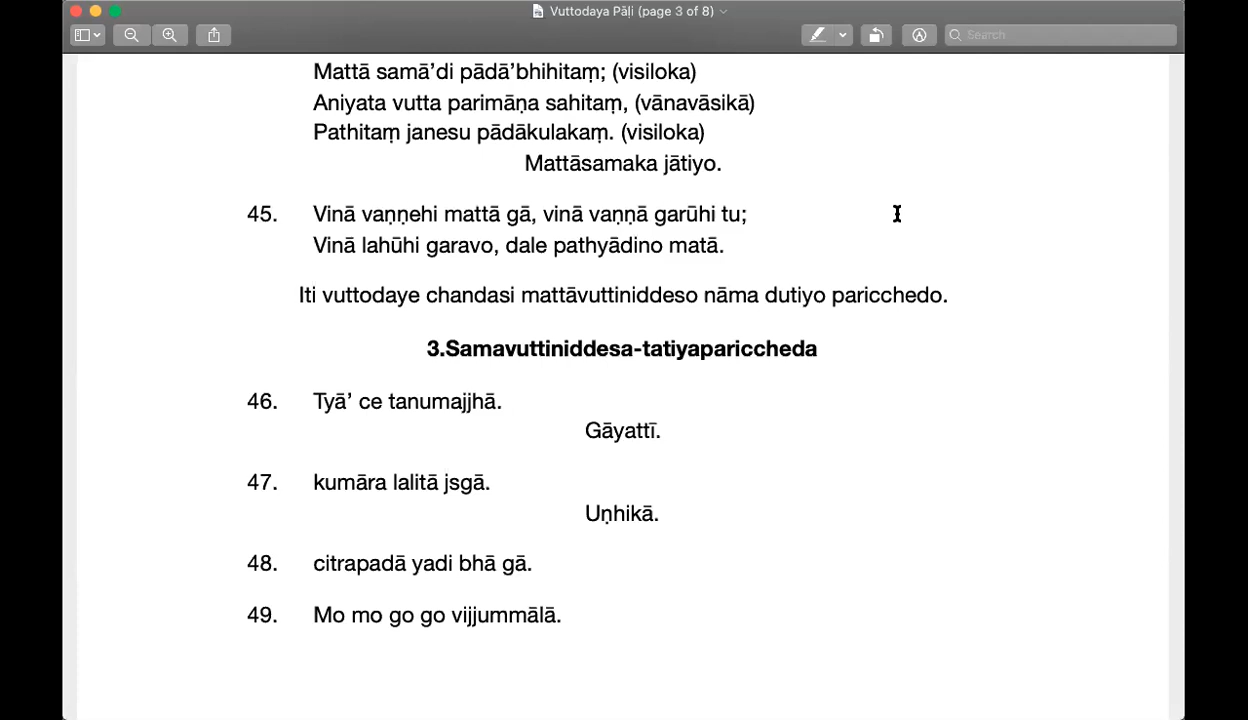 Vuttodaya Pāḷi (page 3 of 8)
Search
Mattā samā’di pādā’bhihitaṃ; (visiloka)
Aniyata vutta parimāṇa sahitaṃ, (vānavāsikā)
Pathitaṃ janesu pādākulakaṃ. (visiloka)
Mattāsamaka jātiyo.
45. Vinā vaṇṇehi mattā gā, vinā vaṇṇā garūhi tu;
Vinā lahūhi garavo, dale pathyādino matā.
Iti vuttodaye chandasi mattāvuttiniddeso nāma dutiyo paricchedo.
3.Samavuttiniddesa-tatiyapariccheda
46. Tyā’ ce tanumajjhā.
Gāyattī.
47. kumāra lalitā jsgā.
Uṇhikā.
48. citrapadā yadi bhā gā.
49. Mo mo go go vijjummālā.